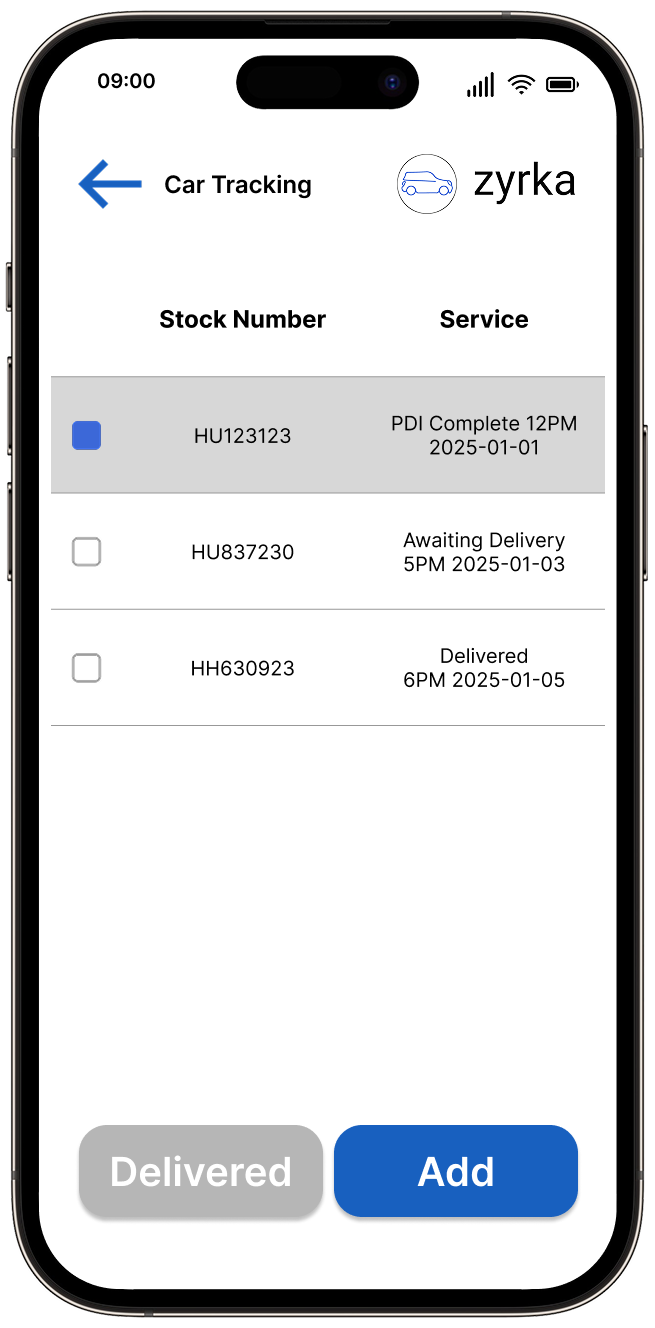 09:00
Car Tracking
zyrka
Stock Number Service
HU123123
PDI Complete 12PM
2025-01-01
HU837230
Awaiting Delivery
5PM 2025-01-03
HH630923
Delivered
6PM 2025-01-05
Delivered
Add